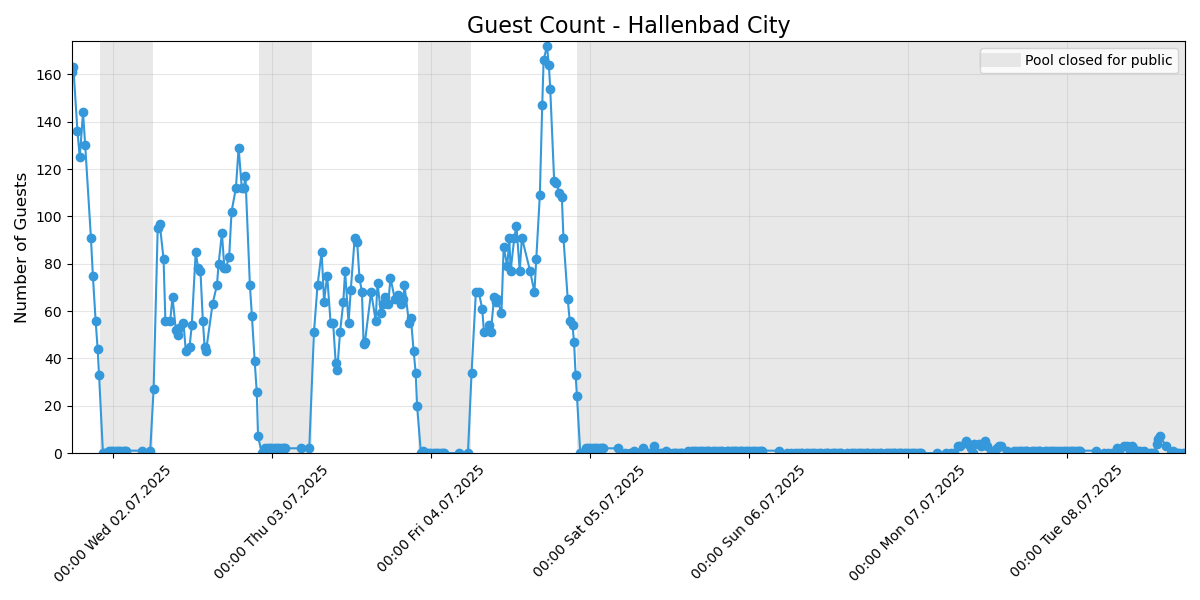 Guest Count - Hallenbad City
Pool closed for public
Number of Guests
160
140
120
100
80
60
40
20
0
00:00 Wed 02.07.2025
00:00 Thu 03.07.2025
00:00 Fri 04.07.2025
00:00 Sat 05.07.2025
00:00 Sun 06.07.2025
00:00 Mon 07.07.2025
00:00 Tue 08.07.2025